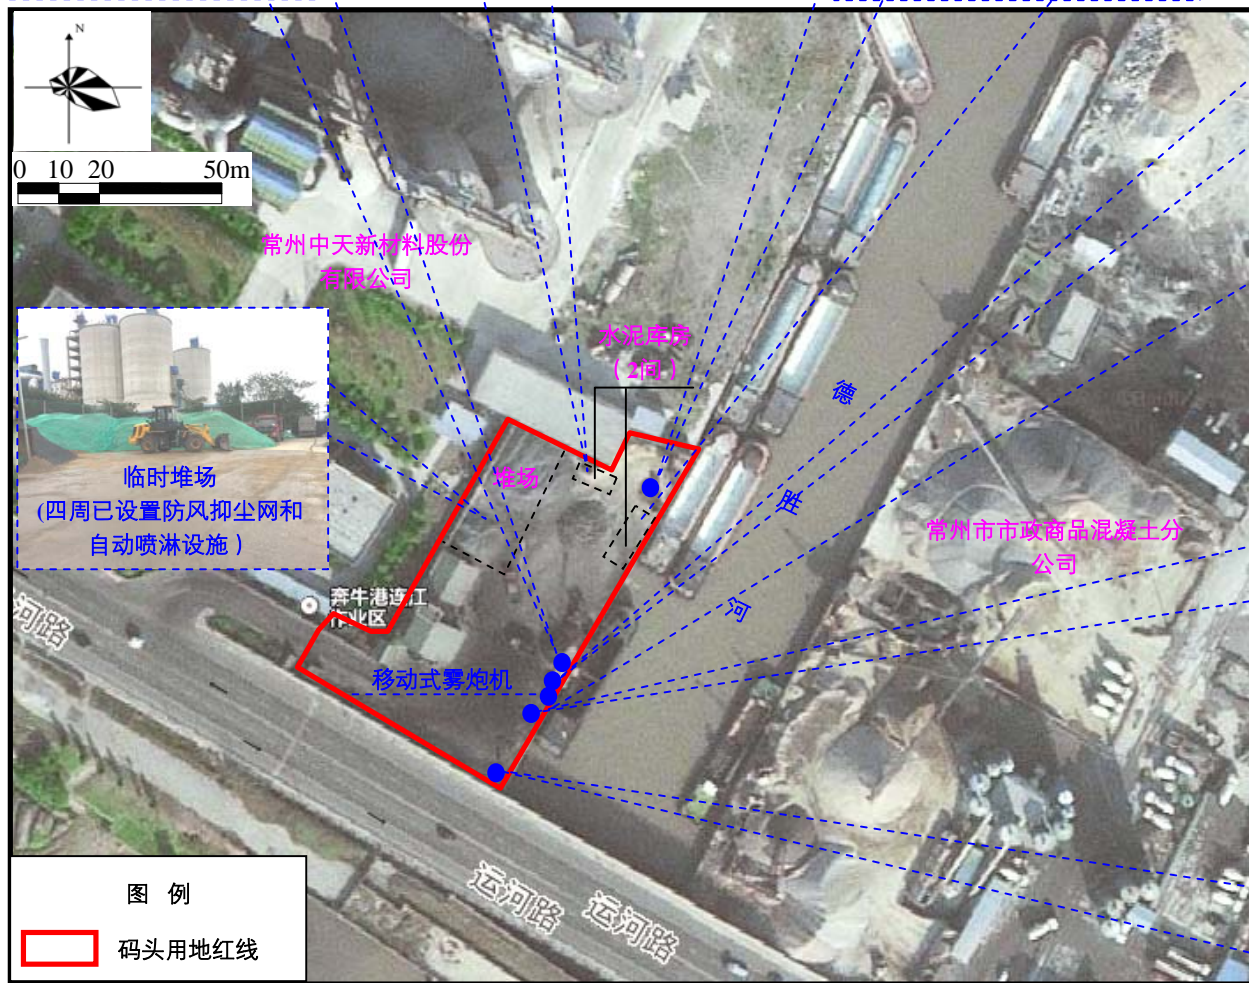 N
0 10 20 50m
常州中天新材料股份
有限公司
水泥库房
（2间）
德
胜
河
堆场
临时堆场
(四周已设置防风抑尘网和
自动喷淋设施）
常州市市政商品混凝土分
公司
奔牛港连江
作业区
移动式雾炮机
河路
运河路
运河路
图 例
码头用地红线